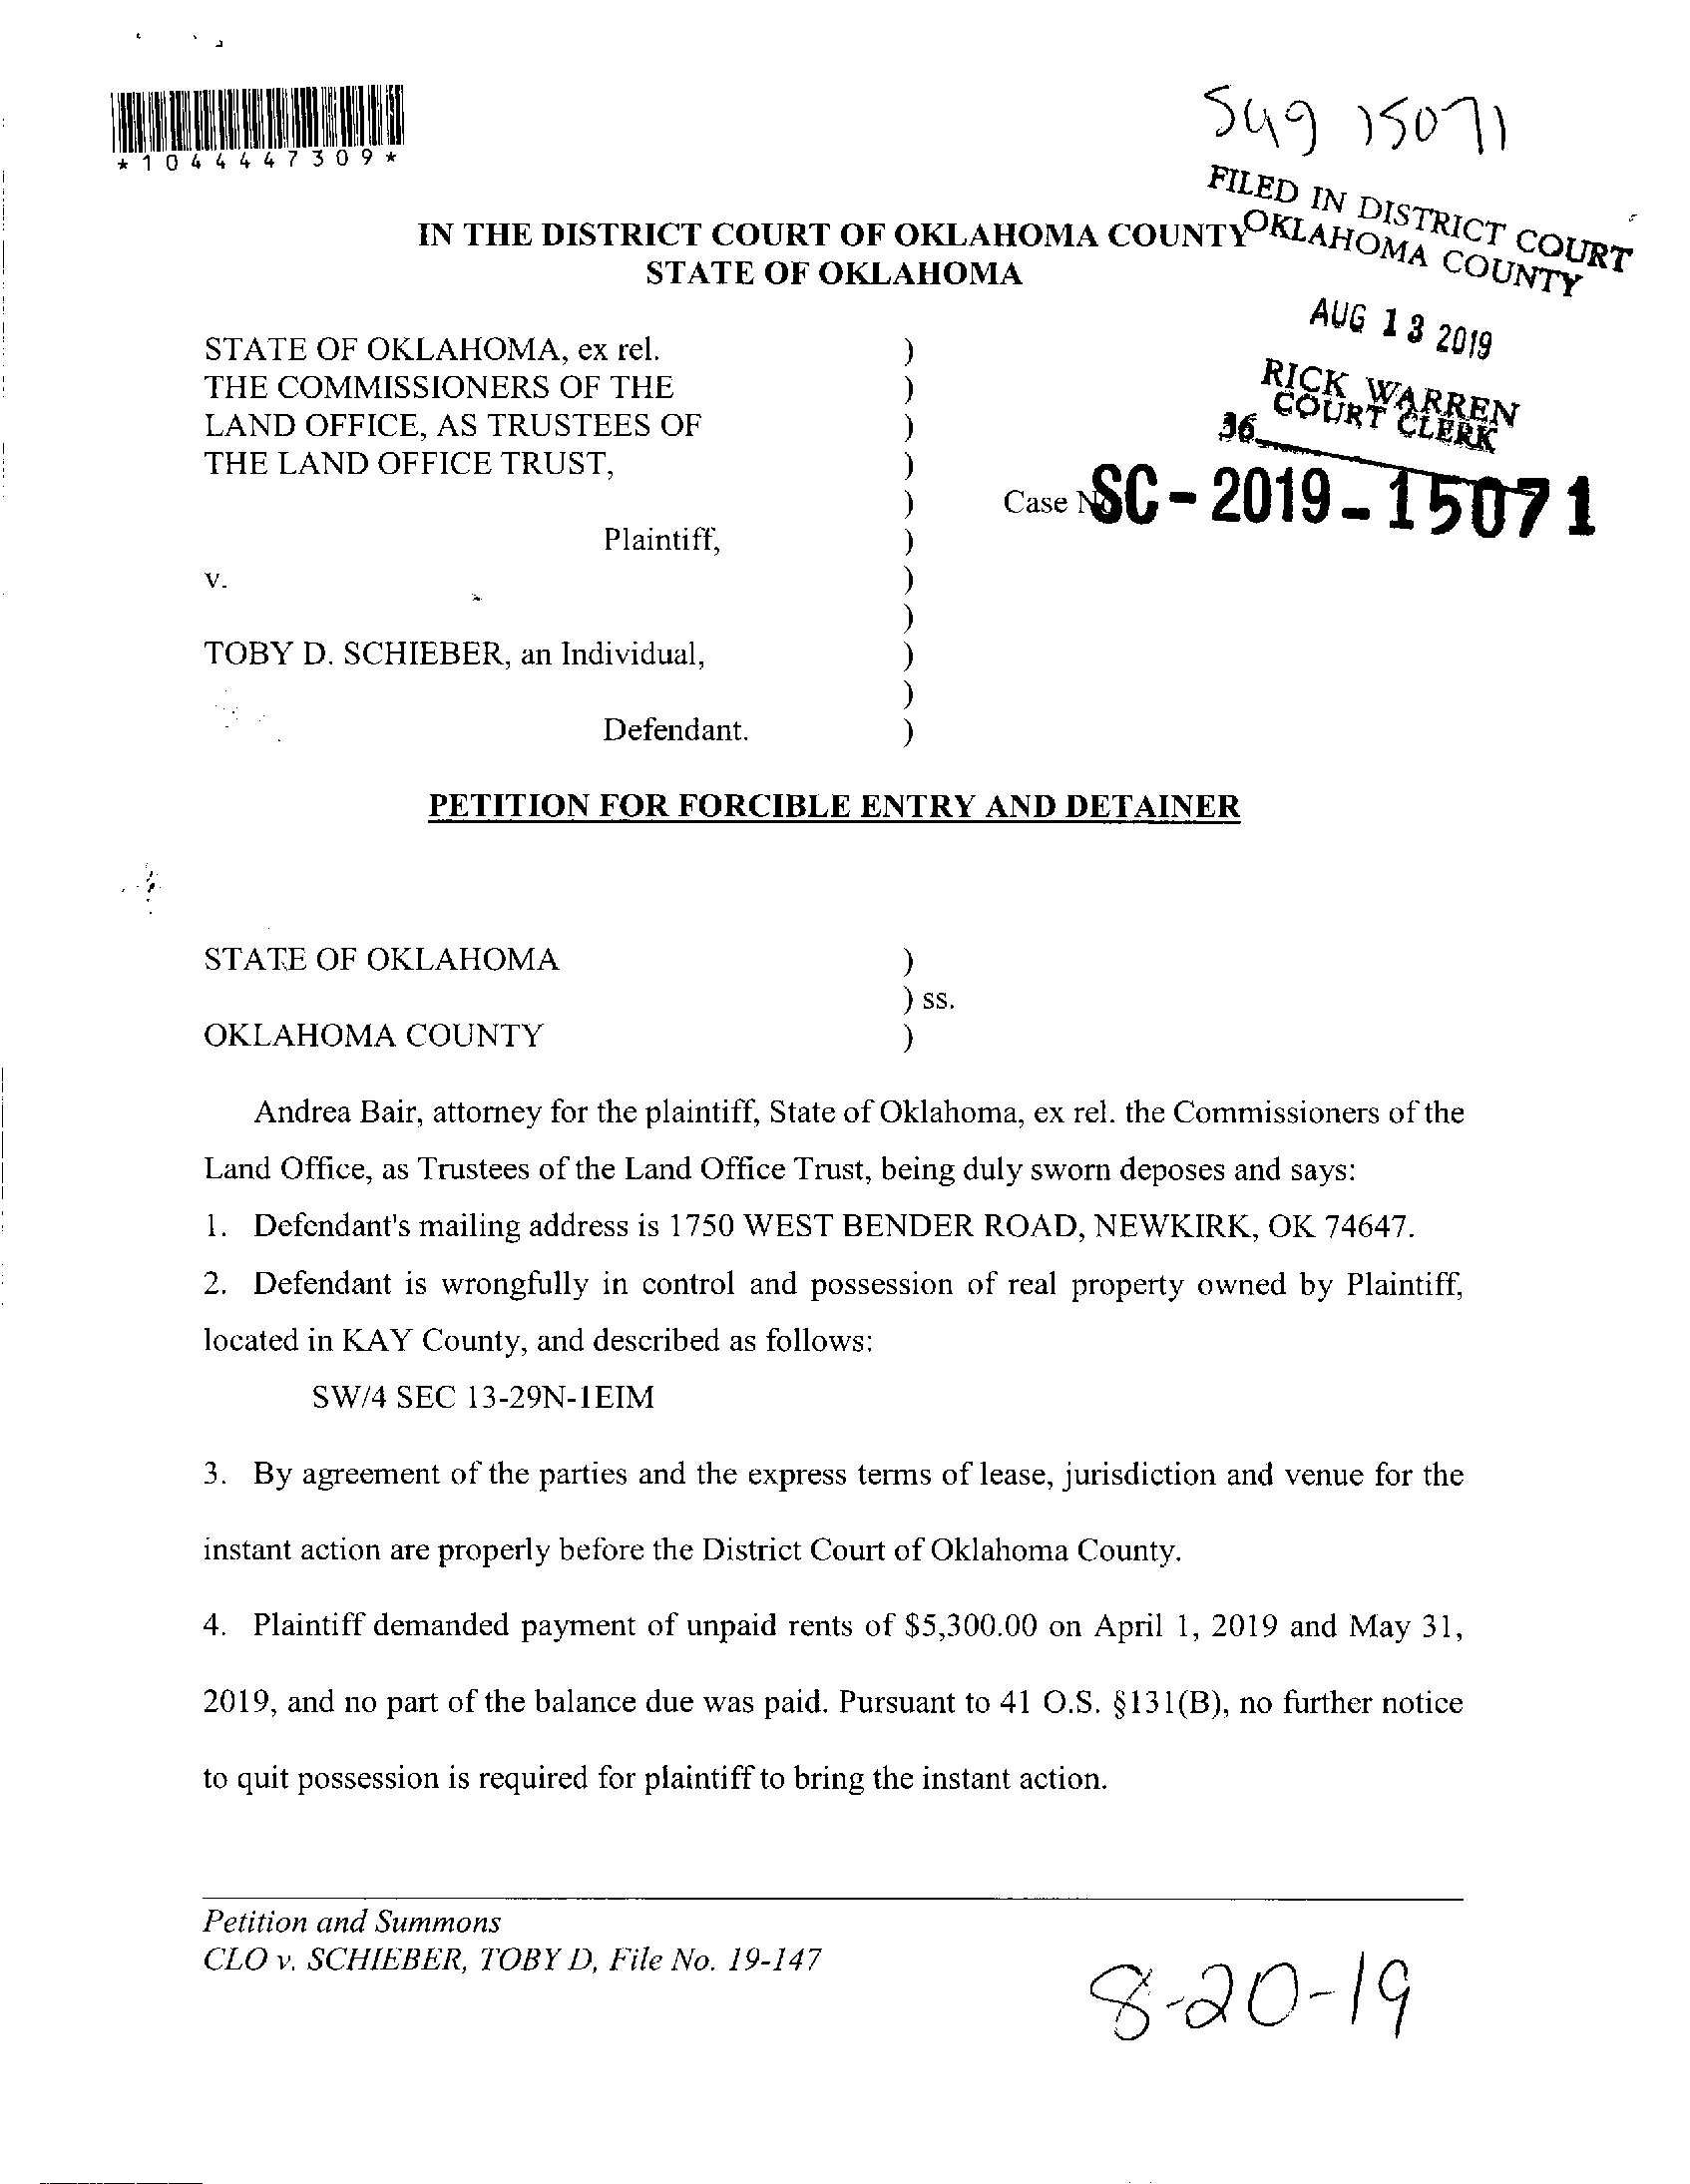 *1044447309*
FILED IN DISTRICT COURT
OKLAHOMA COUNTY
IN THE DISTRICT COURT OF OKLAHOMA COUNTY
STATE OF OKLAHOMA
AUG 13 2019
RICK WARREN
COURT CLERK
36
STATE OF OKLAHOMA, ex rel. )
THE COMMISSIONERS OF THE )
LAND OFFICE, AS TRUSTEES OF )
THE LAND OFFICE TRUST, )
) Case No SC-2019-15071
Plaintiff, )
v. )
)
TOBY D. SCHIEBER, an Individual, )
)
Defendant. )
PETITION FOR FORCIBLE ENTRY AND DETAINER
STATE OF OKLAHOMA )
) ss.
OKLAHOMA COUNTY )
Andrea Bair, attorney for the plaintiff, State of Oklahoma, ex rel. the Commissioners of the
Land Office, as Trustees of the Land Office Trust, being duly sworn deposes and says:
1. Defendant's mailing address is 1750 WEST BENDER ROAD, NEWKIRK, OK 74647.
2. Defendant is wrongfully in control and possession of real property owned by Plaintiff,
located in KAY County, and described as follows:
SW/4 SEC 13-29N-1EIM
3. By agreement of the parties and the express terms of lease, jurisdiction and venue for the
instant action are properly before the District Court of Oklahoma County.
4. Plaintiff demanded payment of unpaid rents of $5,300.00 on April 1, 2019 and May 31,
2019, and no part of the balance due was paid. Pursuant to 41 O.S. §131(B), no further notice
to quit possession is required for plaintiff to bring the instant action.
Petition and Summons
CLO v. SCHIEBER, TOBY D, File No. 19-147
8-20-19